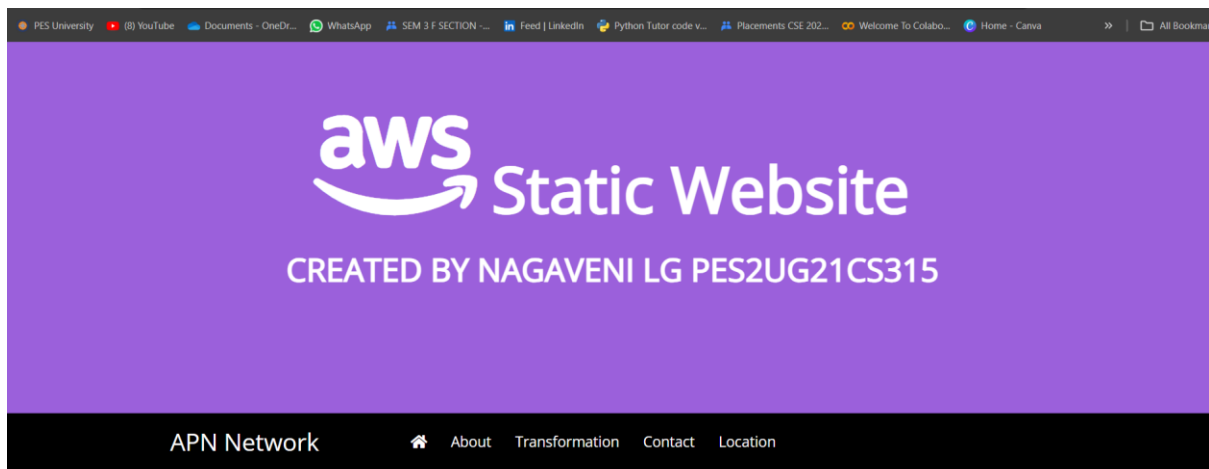 PES University (8) YouTube Documents - OneDr... WhatsApp SEM 3 F SECTION -... Feed | LinkedIn Python Tutor code v... Placements CSE 202... Welcome To Colabo... Home - Canva » All Bookmar
aws Static Website
CREATED BY NAGAVENI LG PES2UG21CS315
APN Network About Transformation Contact Location